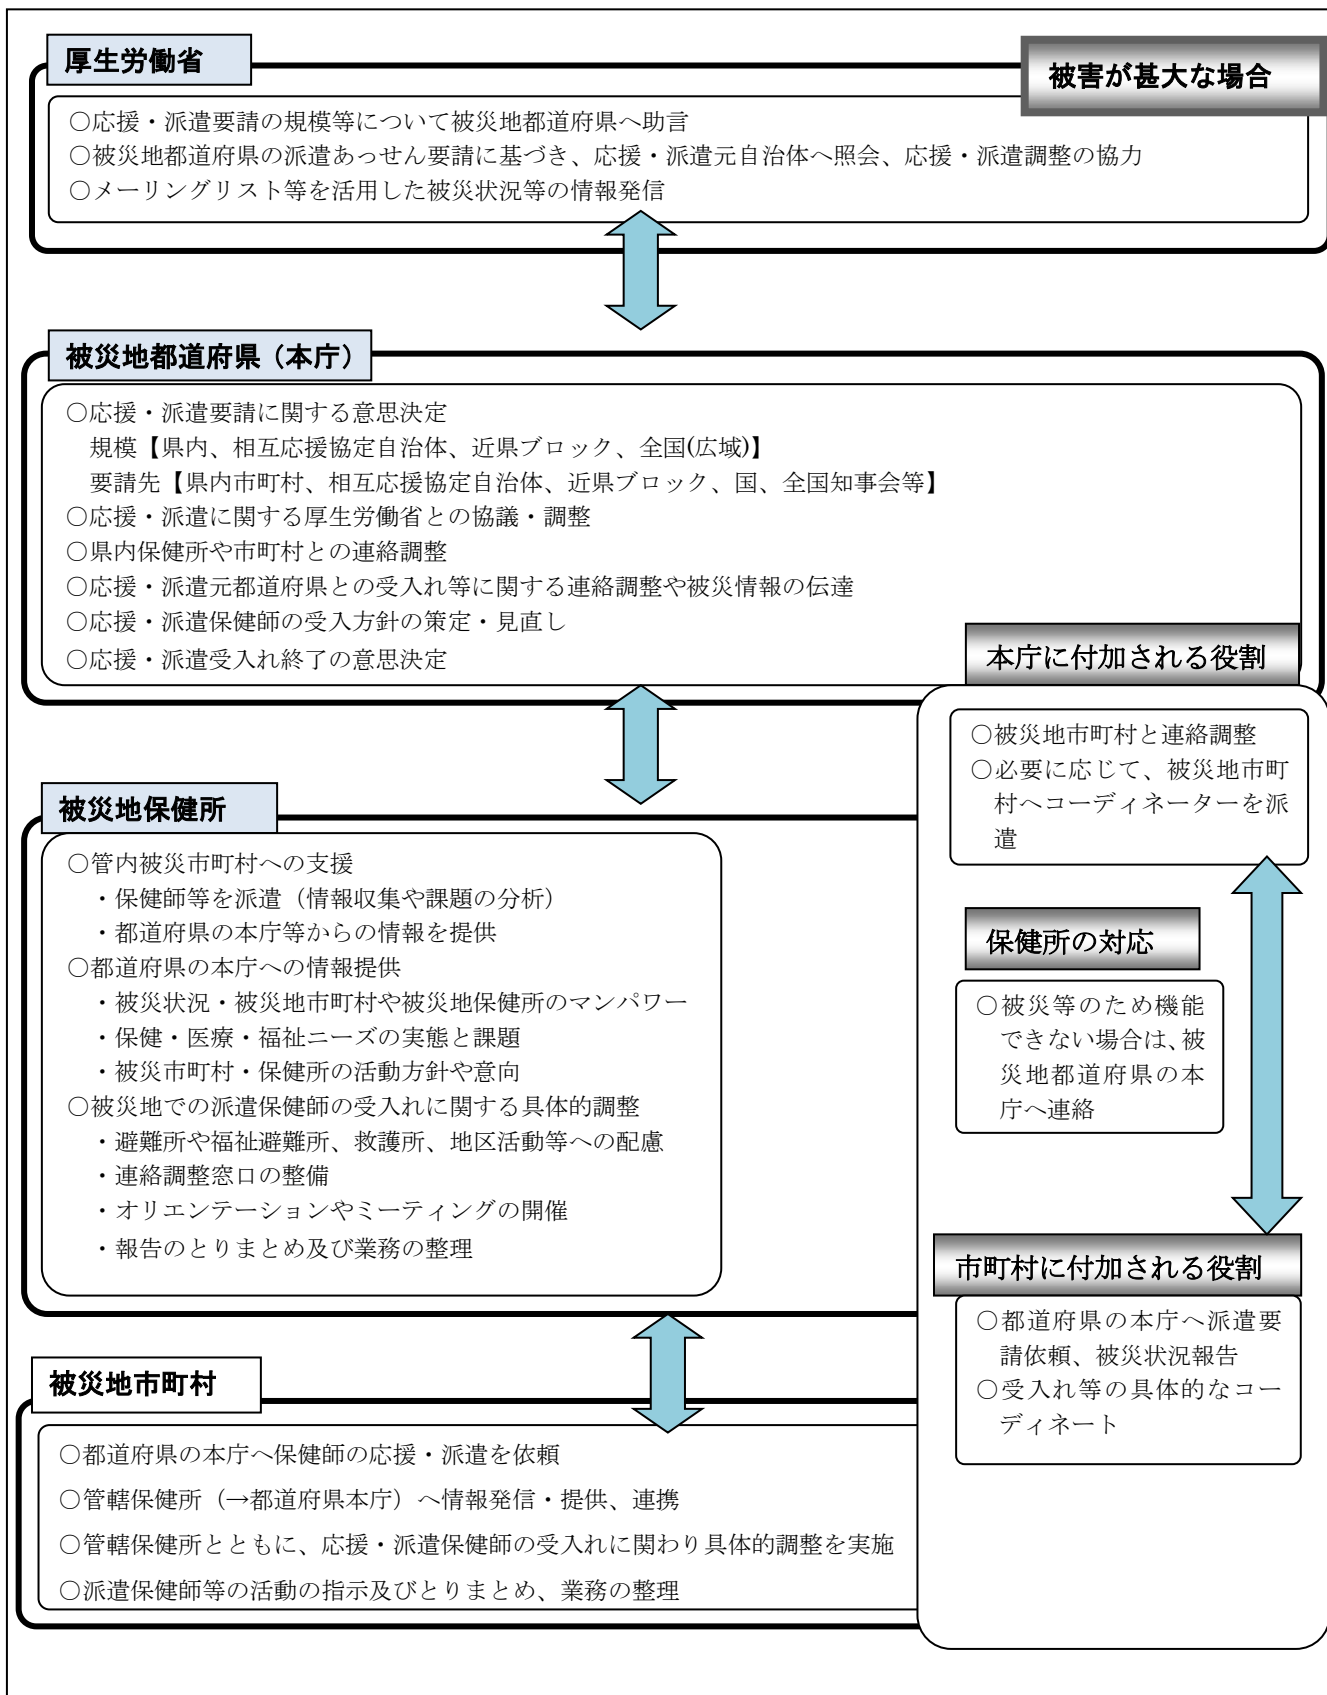 厚生労働省
被害が甚大な場合
○応援・派遣要請の規模等について被災地都道府県へ助言
○被災地都道府県の派遣あっせん要請に基づき、応援・派遣元自治体へ照会、応援・派遣調整の協力
○メーリングリスト等を活用した被災状況等の情報発信
被災地都道府県（本庁）
○応援・派遣要請に関する意思決定
規模【県内、相互応援協定自治体、近県ブロック、全国(広域)】
要請先【県内市町村、相互応援協定自治体、近県ブロック、国、全国知事会等】
○応援・派遣に関する厚生労働省との協議・調整
○県内保健所や市町村との連絡調整
○応援・派遣元都道府県との受入れ等に関する連絡調整や被災情報の伝達
○応援・派遣保健師の受入方針の策定・見直し
○応援・派遣受入れ終了の意思決定
本庁に付加される役割
○被災地市町村と連絡調整
○必要に応じて、被災地市町
村へコーディネーターを派
遣
被災地保健所
○管内被災市町村への支援
・保健師等を派遣（情報収集や課題の分析）
・都道府県の本庁等からの情報を提供
○都道府県の本庁への情報提供
・被災状況・被災地市町村や被災地保健所のマンパワー
・保健・医療・福祉ニーズの実態と課題
・被災市町村・保健所の活動方針や意向
○被災地での派遣保健師の受入れに関する具体的調整
・避難所や福祉避難所、救護所、地区活動等への配慮
・連絡調整窓口の整備
・オリエンテーションやミーティングの開催
・報告のとりまとめ及び業務の整理
保健所の対応
○被災等のため機能
できない場合は、被
災地都道府県の本
庁へ連絡
市町村に付加される役割
○都道府県の本庁へ派遣要
請依頼、被災状況報告
○受入れ等の具体的なコー
ディネート
被災地市町村
○都道府県の本庁へ保健師の応援・派遣を依頼
○管轄保健所（→都道府県本庁）へ情報発信・提供、連携
○管轄保健所とともに、応援・派遣保健師の受入れに関わり具体的調整を実施
○派遣保健師等の活動の指示及びとりまとめ、業務の整理